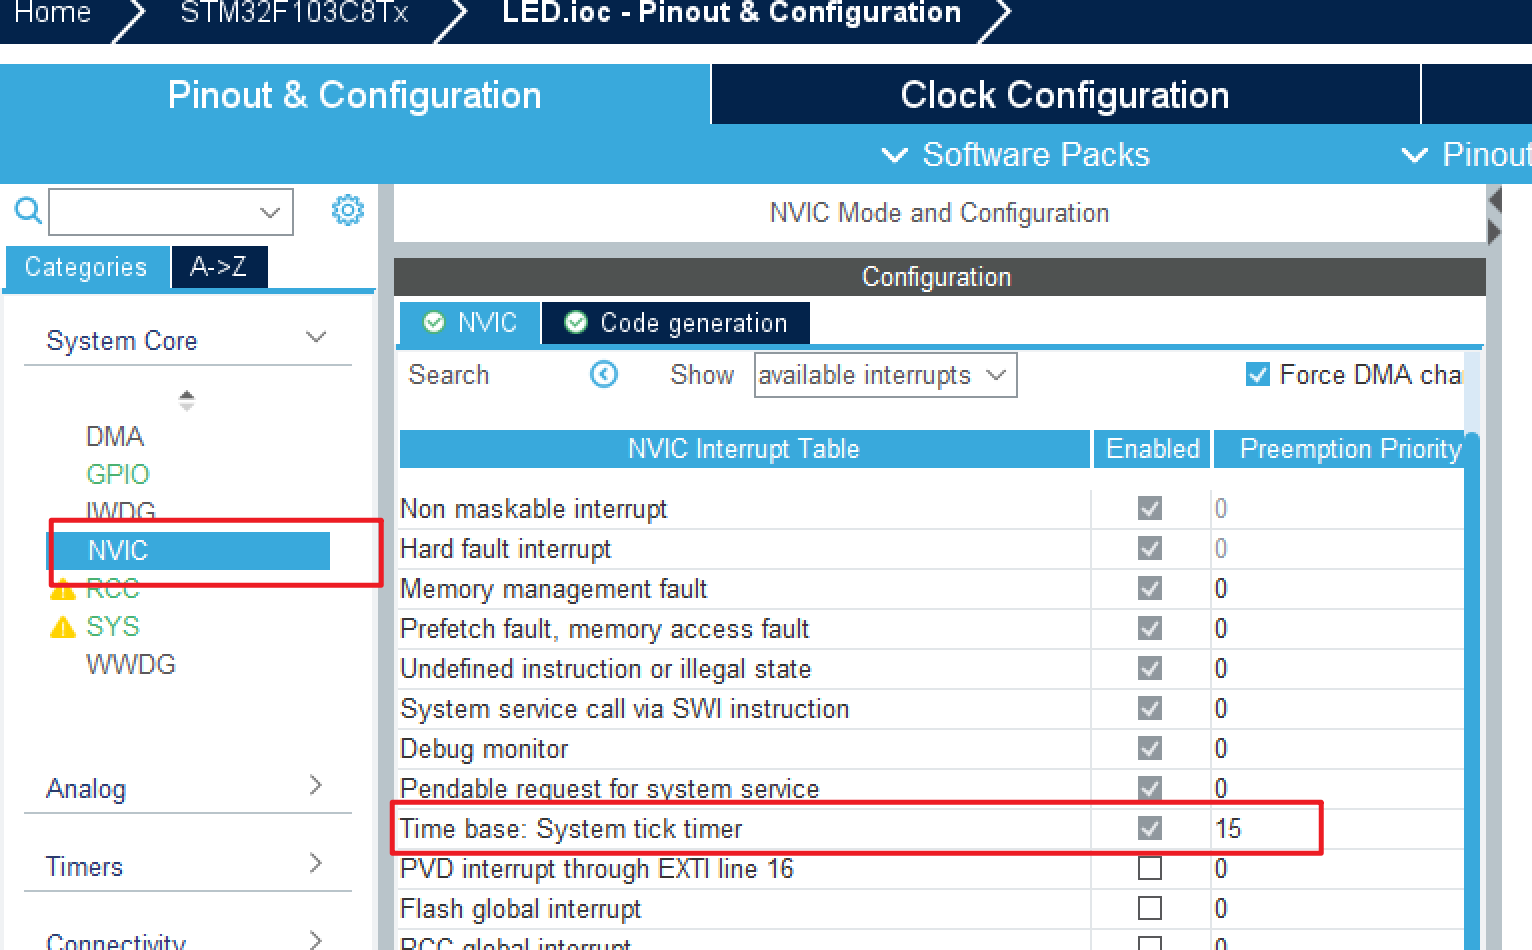 Home STM32F103C8Tx LED.ioc - Pinout & Configuration
Pinout & Configuration Clock Configuration
Software Packs Pinout
NVIC Mode and Configuration
Categories A->Z
Configuration
NVIC Code generation
System Core
Search Show available interrupts Force DMA cha
DMA
GPIO
IWDG
NVIC
RCC
SYS
WWDG
Analog
Timers
Connectivity
NVIC Interrupt Table Enabled Preemption Priority
Non maskable interrupt 0
Hard fault interrupt 0
Memory management fault 0
Prefetch fault, memory access fault 0
Undefined instruction or illegal state 0
System service call via SWI instruction 0
Debug monitor 0
Pendable request for system service 0
Time base: System tick timer 15
PVD interrupt through EXTI line 16 0
Flash global interrupt 0
RCC global interrupt 0